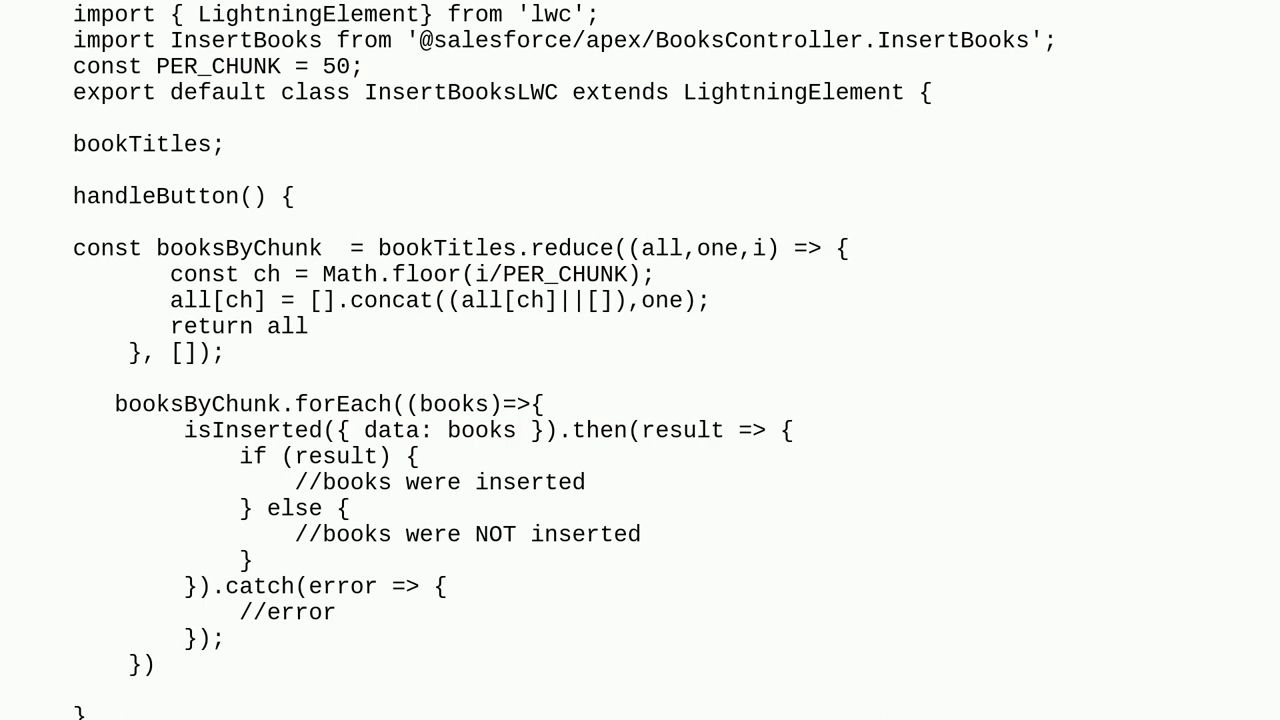 import { LightningElement} from 'lwc';
import InsertBooks from '@salesforce/apex/BooksController.InsertBooks';
const PER_CHUNK = 50;
export default class InsertBooksLWC extends LightningElement {
bookTitles;
handleButton() {
const booksByChunk  = bookTitles.reduce((all,one,i) => {
const ch = Math.floor(i/PER_CHUNK);
all[ch] = [].concat((all[ch]||[]),one);
return all
}, []);
booksByChunk.forEach((books)=>{
isInserted({ data: books }).then(result => {
if (result) {
//books were inserted
} else {
//books were NOT inserted
}
}).catch(error => {
//error
});
})
}